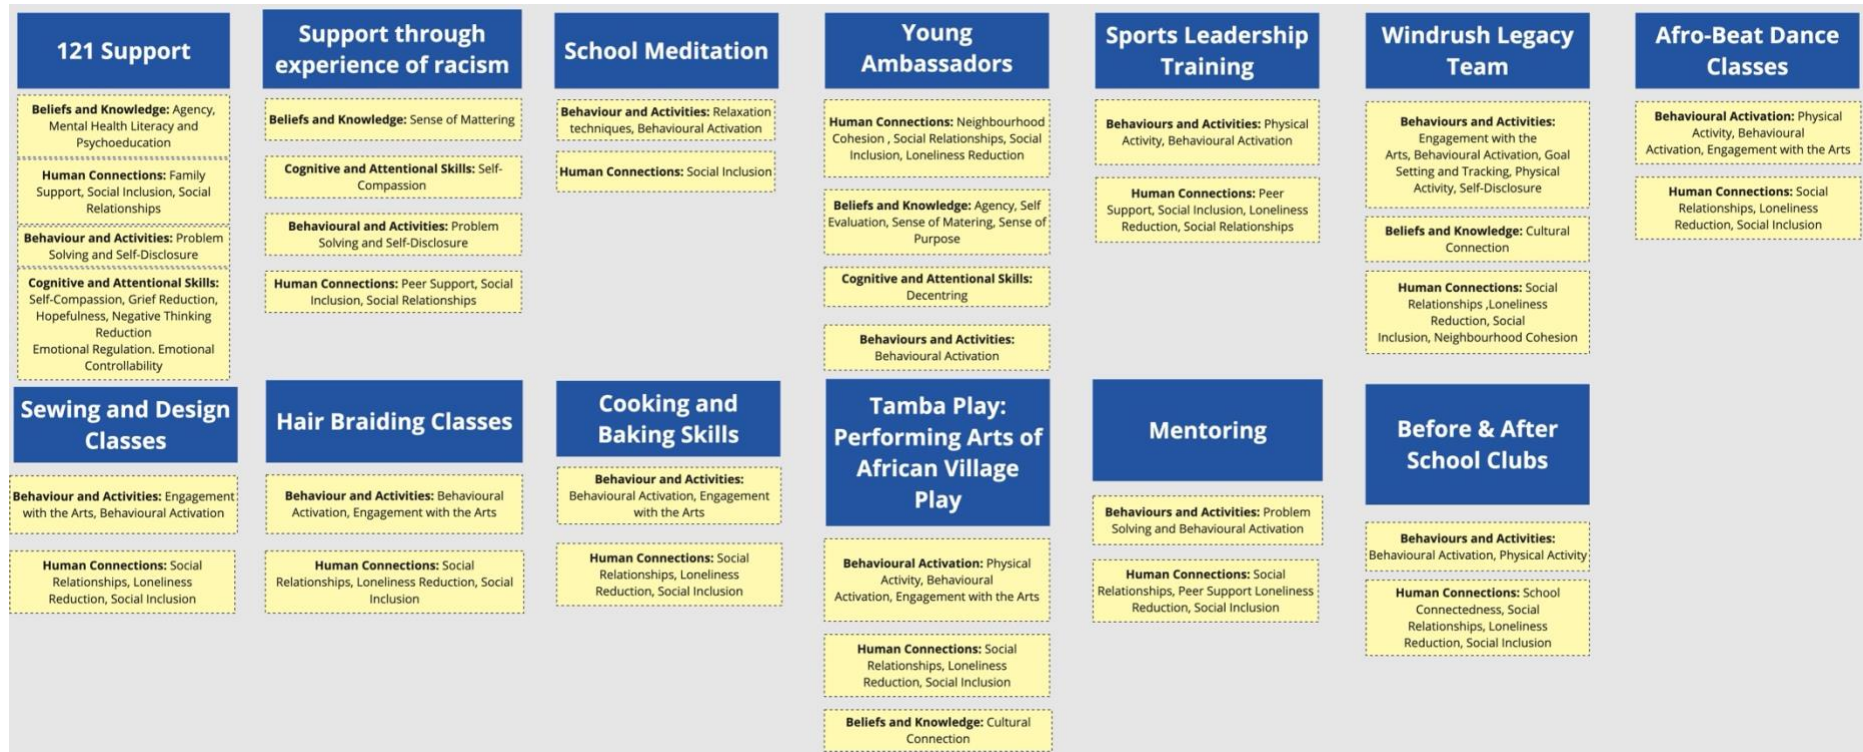 121 Support
Beliefs and Knowledge: Agency,
Mental Health Literacy and
Psychoeducation
Human Connections: Family
Support, Social Inclusion, Social
Relationships
Behaviour and Activities: Problem
Solving and Self-Disclosure
Cognitive and Attentional Skills:
Self-Compassion, Grief Reduction,
Hopefulness, Negative Thinking
Reduction
Emotional Regulation. Emotional
Controllability
Support through
experience of racism
Beliefs and Knowledge: Sense of Mattering
Cognitive and Attentional Skills: Self-
Compassion
Behavioural and Activities: Problem
Solving and Self-Disclosure
Human Connections: Peer Support, Social
Inclusion, Social Relationships
School Meditation
Behaviour and Activities: Relaxation
techniques, Behavioural Activation
Human Connections: Social Inclusion
Young
Ambassadors
Human Connections: Neighbourhood
Cohesion , Social Relationships, Social
Inclusion, Loneliness Reduction
Beliefs and Knowledge: Agency, Self
Evaluation, Sense of Matering, Sense of
Purpose
Cognitive and Attentional Skills:
Decentring
Behaviours and Activities:
Behavioural Activation
Sports Leadership
Training
Behaviours and Activities: Physical
Activity, Behavioural Activation
Human Connections: Peer
Support, Social Inclusion, Loneliness
Reduction, Social Relationships
Windrush Legacy
Team
Behaviours and Activities:
Engagement with the
Arts, Behavioural Activation, Goal
Setting and Tracking, Physical
Activity, Self-Disclosure
Beliefs and Knowledge: Cultural
Connection
Human Connections: Social
Relationships ,Loneliness
Reduction, Social
Inclusion, Neighbourhood Cohesion
Afro-Beat Dance
Classes
Behavioural Activation: Physical
Activity, Behavioural
Activation, Engagement with the Arts
Human Connections: Social
Relationships, Loneliness
Reduction, Social Inclusion
Sewing and Design
Classes
Behaviour and Activities: Engagement
with the Arts, Behavioural Activation
Human Connections: Social
Relationships, Loneliness
Reduction, Social Inclusion
Hair Braiding Classes
Behaviour and Activities: Behavioural
Activation, Engagement with the Arts
Human Connections: Social
Relationships, Loneliness Reduction, Social
Inclusion
Cooking and
Baking Skills
Behaviour and Activities:
Behavioural Activation, Engagement
with the Arts
Human Connections: Social
Relationships, Loneliness
Reduction, Social Inclusion
Tamba Play:
Performing Arts of
African Village
Play
Behavioural Activation: Physical
Activity, Behavioural
Activation, Engagement with the Arts
Human Connections: Social
Relationships, Loneliness
Reduction, Social Inclusion
Beliefs and Knowledge: Cultural
Connection
Mentoring
Behaviours and Activities: Problem
Solving and Behavioural Activation
Human Connections: Social
Relationships, Peer Support Loneliness
Reduction, Social Inclusion
Before & After
School Clubs
Behaviours and Activities:
Behavioural Activation, Physical Activity
Human Connections: School
Connectedness, Social
Relationships, Loneliness
Reduction, Social Inclusion